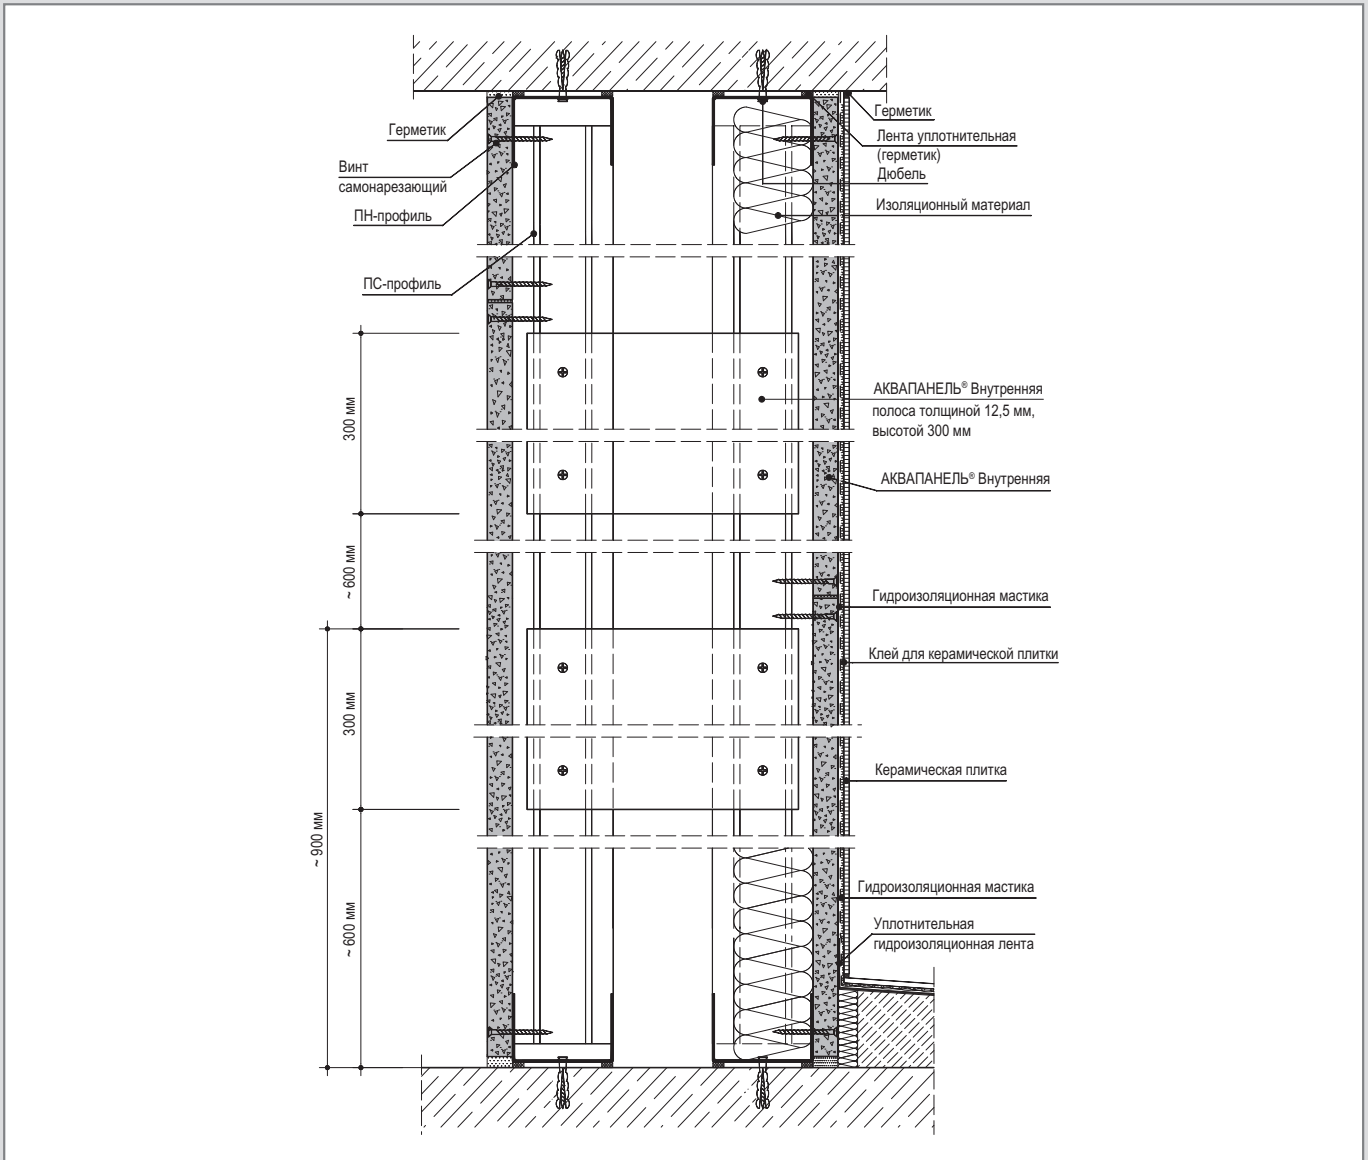 Герметик
Винт
самонарезающий
ПН-профиль
ПС-профиль
300 мм
~ 600 мм
300 мм
~ 900 мм
~ 600 мм
Герметик
Лента уплотнительная
(герметик)
Дюбель
Изоляционный материал
АКВАПАНЕЛЬ® Внутренняя
полоса толщиной 12,5 мм,
высотой 300 мм
АКВАПАНЕЛЬ® Внутренняя
Гидроизоляционная мастика
Клей для керамической плитки
Керамическая плитка
Гидроизоляционная мастика
Уплотнительная
гидроизоляционная лента